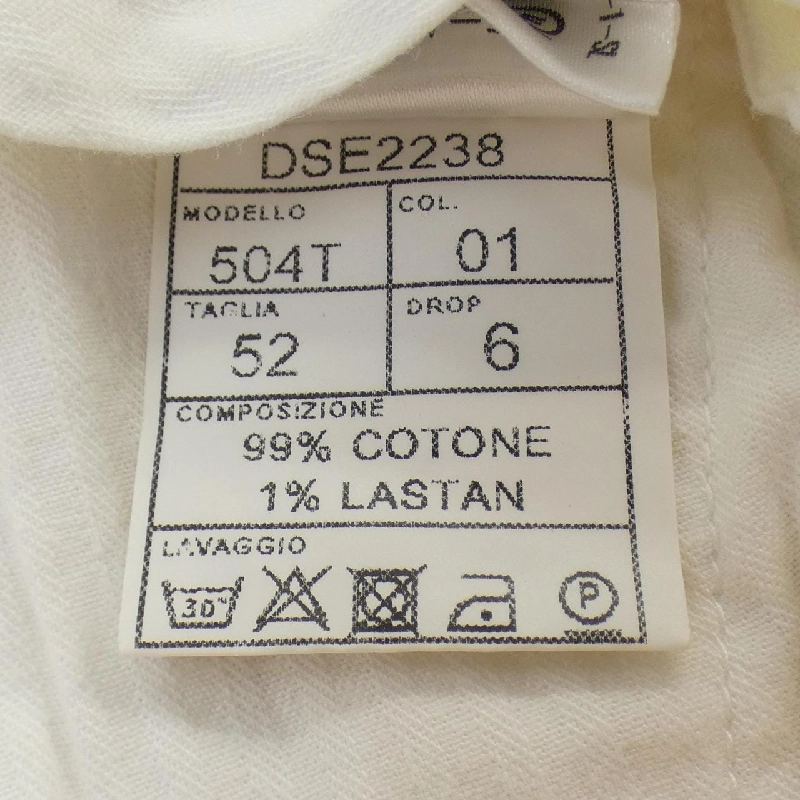 DSE2238
MODELLO COL.
504T 01
TAGLIA DROP
52 6
COMPOSIZIONE
99% COTONE
1% LASTAN
LAVAGGIO
30° P